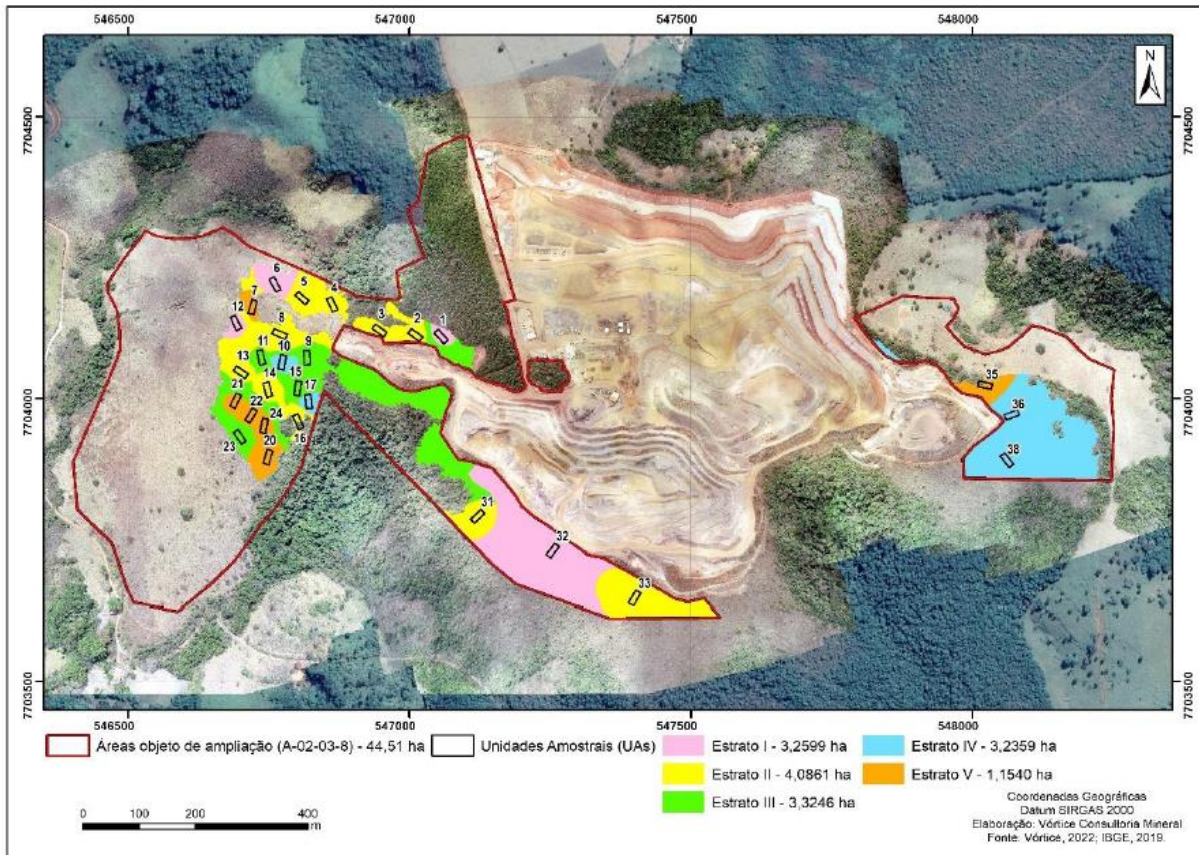 546500 547000 547500 548000
N
7704500 7704500
6
5
4
7
12
3
2
1
8
11
10
9
13
14
15
17
35
21
22
24
36
16
23
20
38
31
32
33
7704000 7704000
7703500 7703500
546500 547000 547500 548000
Áreas objeto de ampliação (A-02-03-8) - 44,51 ha
Unidades Amostrais (UAs)
Estrato I - 3,2599 ha
Estrato IV - 3,2359 ha
Estrato II - 4,0861 ha
Estrato V - 1,1540 ha
Estrato III - 3,3246 ha
0 100 200 400
m
Coordenadas Geográficas
Datum SIRGAS 2000
Elaboração: Vórtice Consultoria Mineral
Fonte: Vórtice, 2022; IBGE, 2019.